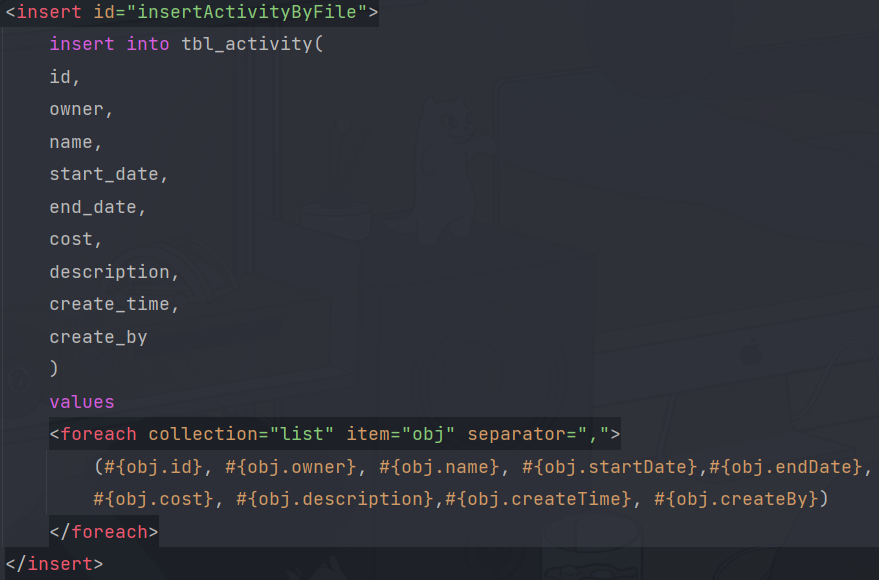 <insert id="insertActivityByFile">
insert into tbl_activity(
id,
owner,
name,
start_date,
end_date,
cost,
description,
create_time,
create_by
)
values
<foreach collection="list" item="obj" separator=",">
(#{obj.id}, #{obj.owner}, #{obj.name}, #{obj.startDate},#{obj.endDate},
#{obj.cost}, #{obj.description},#{obj.createTime}, #{obj.createBy})
</foreach>
</insert>